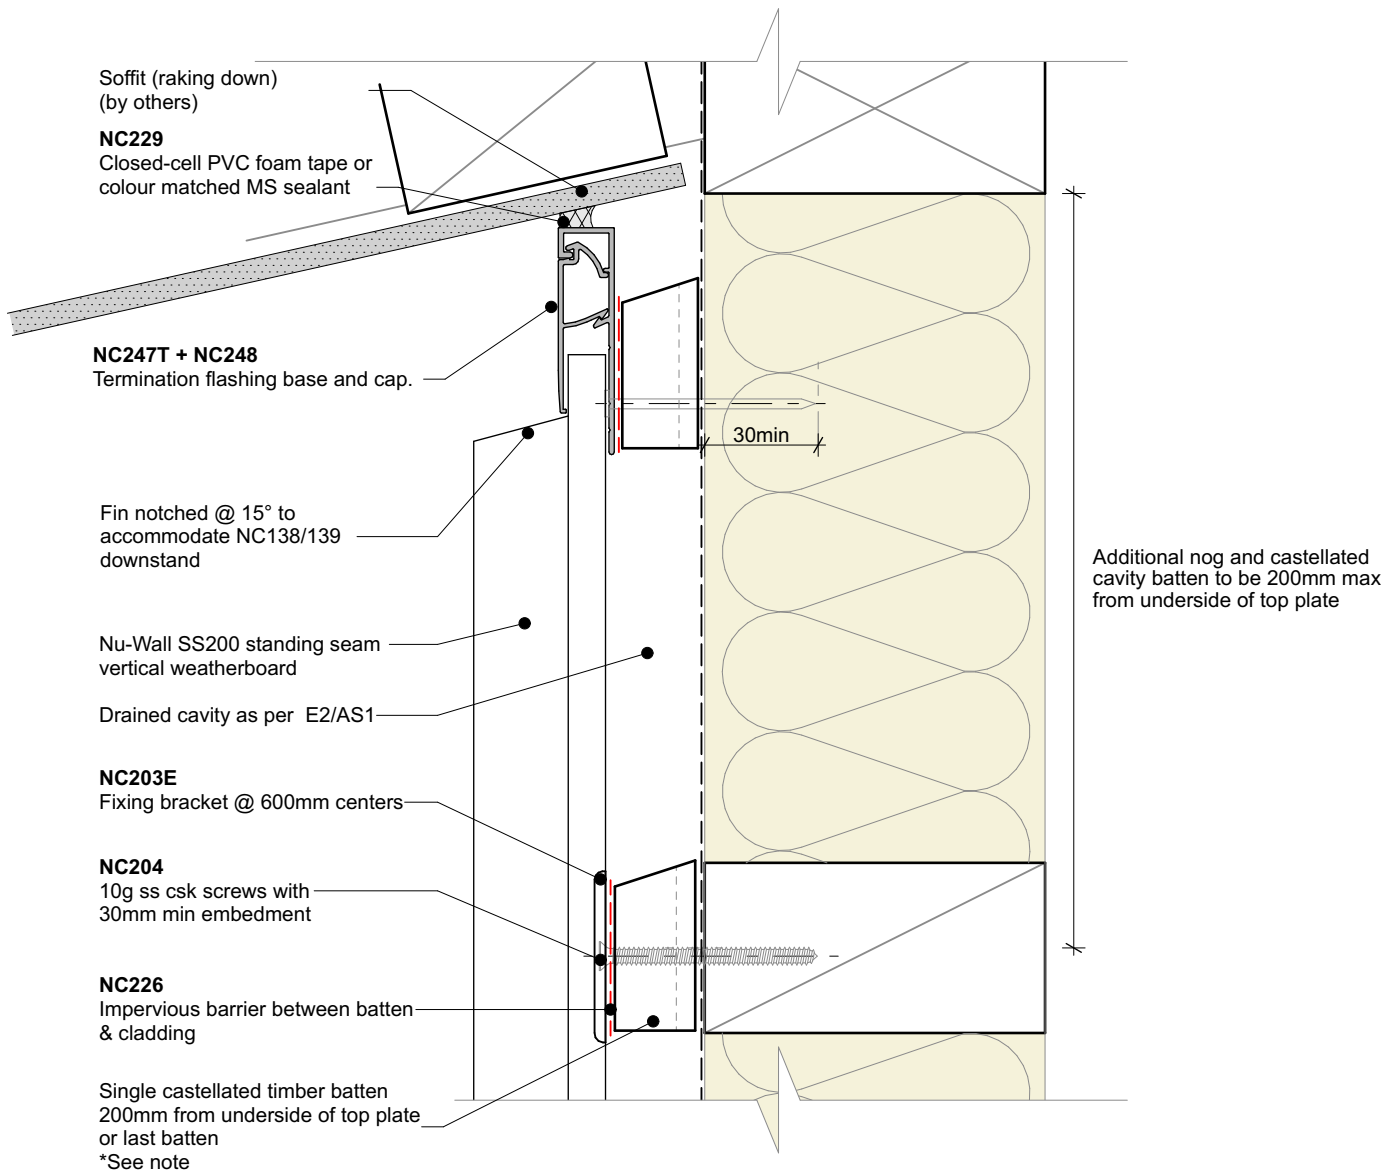 Soffit (raking down)
(by others)
NC229
Closed-cell PVC foam tape or
colour matched MS sealant
NC247T + NC248
Termination flashing base and cap.
30min
Fin notched @ 15° to
accommodate NC138/139
downstand
Additional nog and castellated
cavity batten to be 200mm max
from underside of top plate
Nu-Wall SS200 standing seam
vertical weatherboard
Drained cavity as per E2/AS1
NC203E
Fixing bracket @ 600mm centers
NC204
10g ss csk screws with
30mm min embedment
NC226
Impervious barrier between batten
& cladding
Single castellated timber batten
200mm from underside of top plate
or last batten
*See note